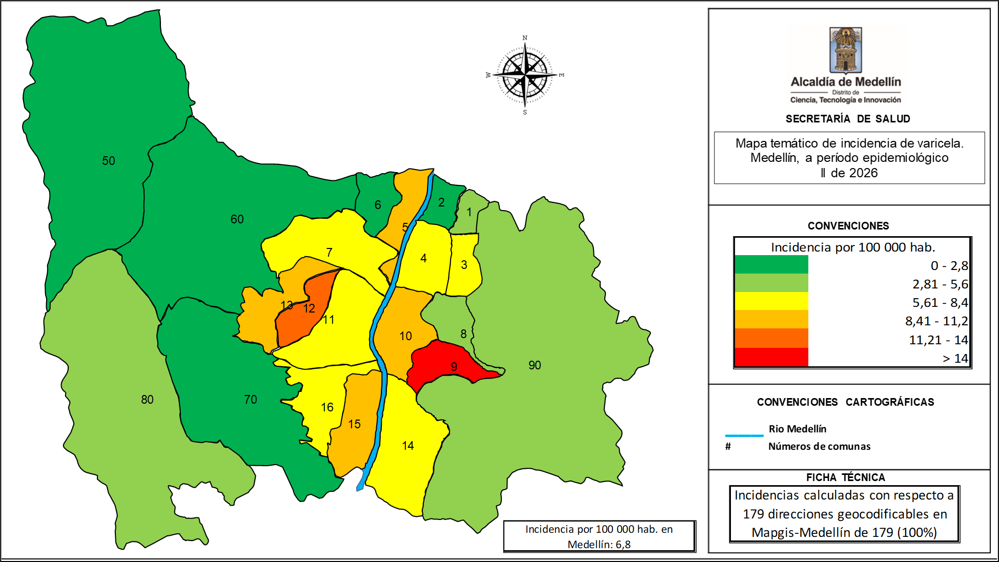 N
W
E
S
50
60
6
2
1
5
7
4
3
13
12
11
8
10
9
90
80
70
16
15
14
Incidencia por 100 000 hab. en
Medellín: 6,8
Alcaldía de Medellín
Distrito de
Ciencia, Tecnología e Innovación
SECRETARÍA DE SALUD
Mapa temático de incidencia de varicela.
Medellín, a período epidemiológico
II de 2026
CONVENCIONES
Incidencia por 100 000 hab.
0 - 2,8
2,81 - 5,6
5,61 - 8,4
8,41 - 11,2
11,21 - 14
> 14
CONVENCIONES CARTOGRÁFICAS
Rio Medellín
# Números de comunas
FICHA TÉCNICA
Incidencias calculadas con respecto a
179 direcciones geocodificables en
Mapgis-Medellín de 179 (100%)